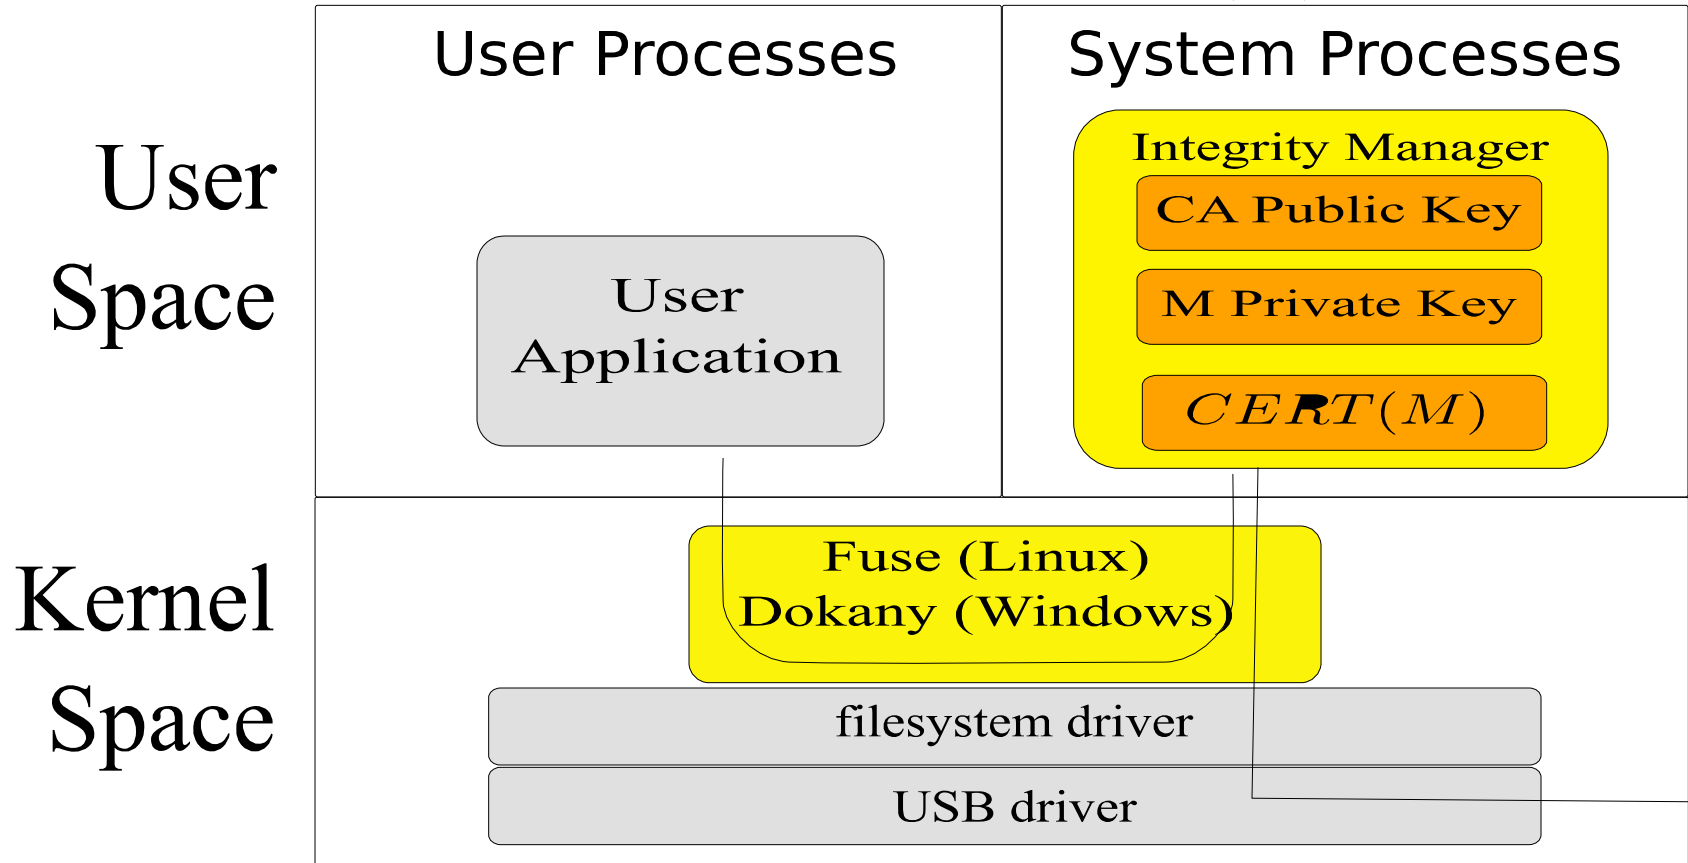 User Processes
System Processes
User
Space
Integrity Manager
CA Public Key
M Private Key
CERT(M)
User
Application
Kernel
Space
Fuse (Linux)
Dokany (Windows)
filesystem driver
USB driver